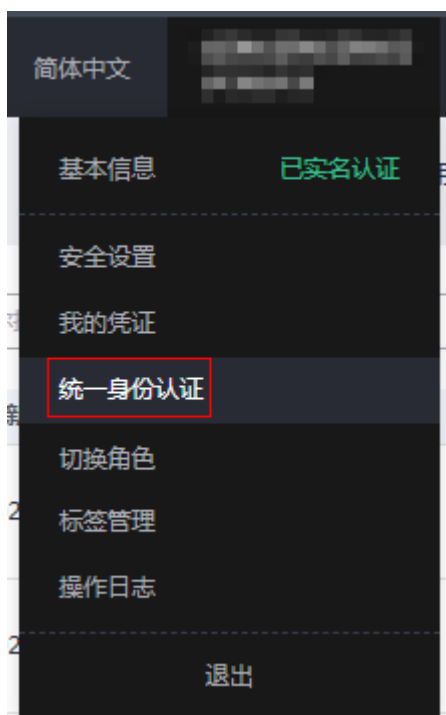 简体中文
基本信息 已实名认证
安全设置
我的凭证
统一身份认证
切换角色
标签管理
操作日志
退出